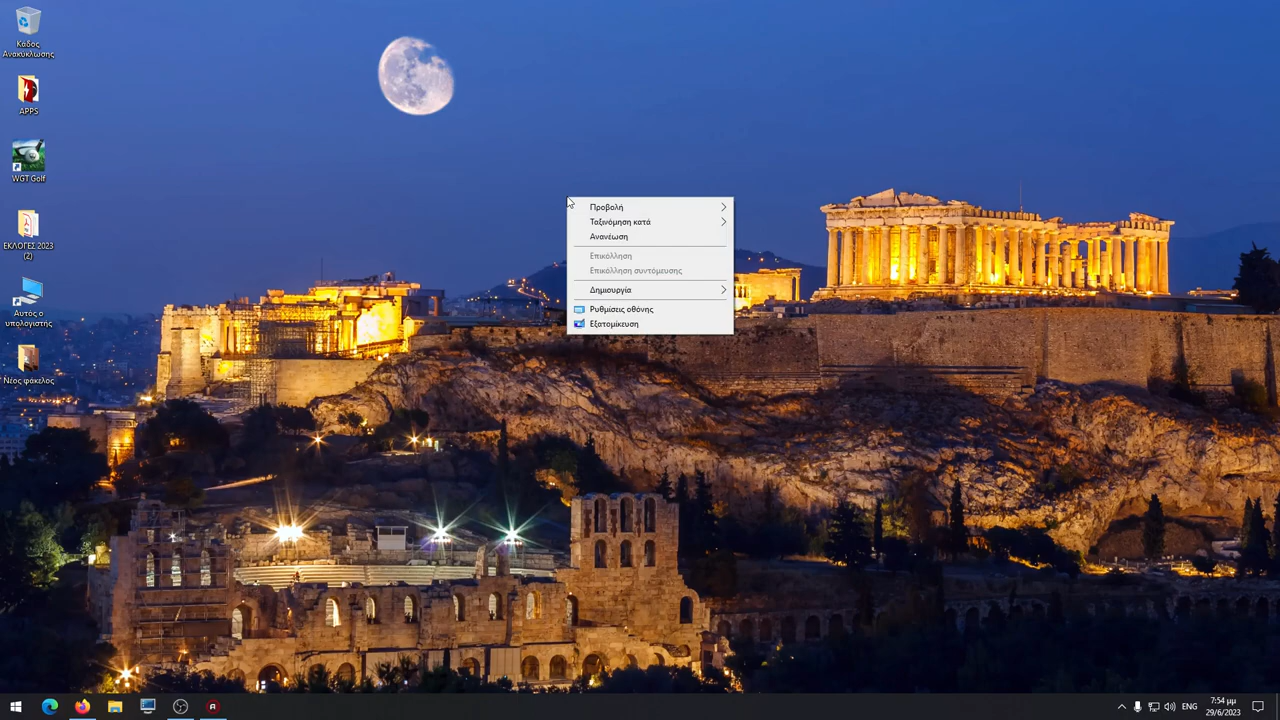 Κάδος
Ανακύκλωσης
APPS
WGT Golf
ΕΚΛΟΓΕΣ 2023
(2)
Αυτός ο
υπολογιστής
Νέος φάκελος
Προβολή
Ταξινόμηση κατά
Ανανέωση
Επικόλληση
Επικόλληση συντόμευσης
Δημιουργία
Ρυθμίσεις οθόνης
Εξατομίκευση
ENG
7:54 μμ
29/6/2023